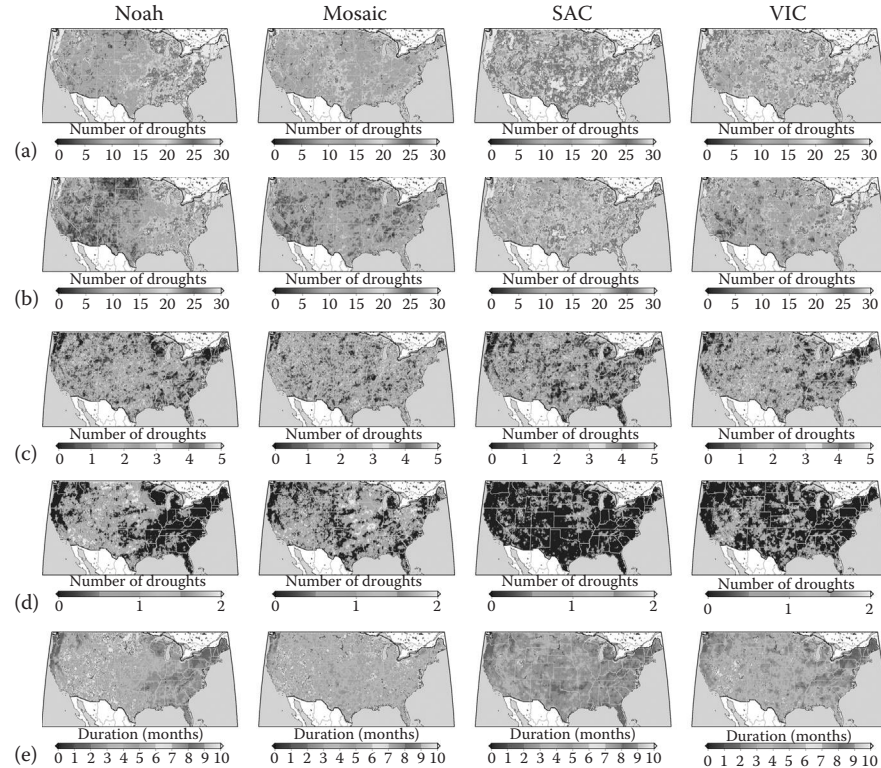 Noah Mosaic SAC VIC
Number of droughts Number of droughts Number of droughts Number of droughts
(a) 0 5 10 15 20 25 30 0 5 10 15 20 25 30 0 5 10 15 20 25 30 0 5 10 15 20 25 30
Number of droughts Number of droughts Number of droughts Number of droughts
(b) 0 5 10 15 20 25 30 0 5 10 15 20 25 30 0 5 10 15 20 25 30 0 5 10 15 20 25 30
Number of droughts Number of droughts Number of droughts Number of droughts
(c) 0 1 2 3 4 5 0 1 2 3 4 5 0 1 2 3 4 5 0 1 2 3 4 5
Number of droughts Number of droughts Number of droughts Number of droughts
(d) 0 1 2 0 1 2 0 1 2 0 1 2
Duration (months) Duration (months) Duration (months) Duration (months)
(e) 0 1 2 3 4 5 6 7 8 9 10 0 1 2 3 4 5 6 7 8 9 10 0 1 2 3 4 5 6 7 8 9 10 0 1 2 3 4 5 6 7 8 9 10